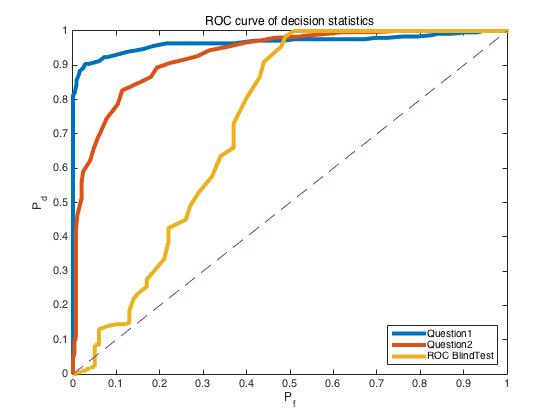 ROC curve of decision statistics
1
0.9
0.8
0.7
0.6
0.5
0.4
0.3
0.2
0.1
0
P_d
0 0.1 0.2 0.3 0.4 0.5 0.6 0.7 0.8 0.9 1
P_f
Question1
Question2
ROC BlindTest